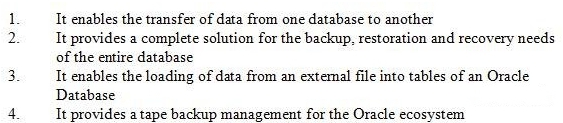 1. It enables the transfer of data from one database to another
2. It provides a complete solution for the backup, restoration and recovery needs
of the entire database
3. It enables the loading of data from an external file into tables of an Oracle
Database
4. It provides a tape backup management for the Oracle ecosystem